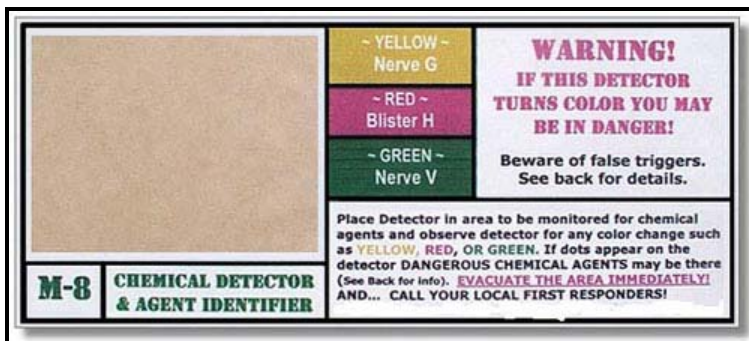 ~ YELLOW ~
Nerve G
~ RED ~
Blister H
~ GREEN ~
Nerve V
WARNING!
IF THIS DETECTOR
TURNS COLOR YOU MAY
BE IN DANGER!
Beware of false triggers.
See back for details.
Place Detector in area to be monitored for chemical
agents and observe detector for any color change such
as YELLOW, RED, OR GREEN. If dots appear on the
detector DANGEROUS CHEMICAL AGENTS may be there
(See Back for info). EVACUATE THE AREA IMMEDIATELY!
AND... CALL YOUR LOCAL FIRST RESPONDERS!
M-8
CHEMICAL DETECTOR
& AGENT IDENTIFIER